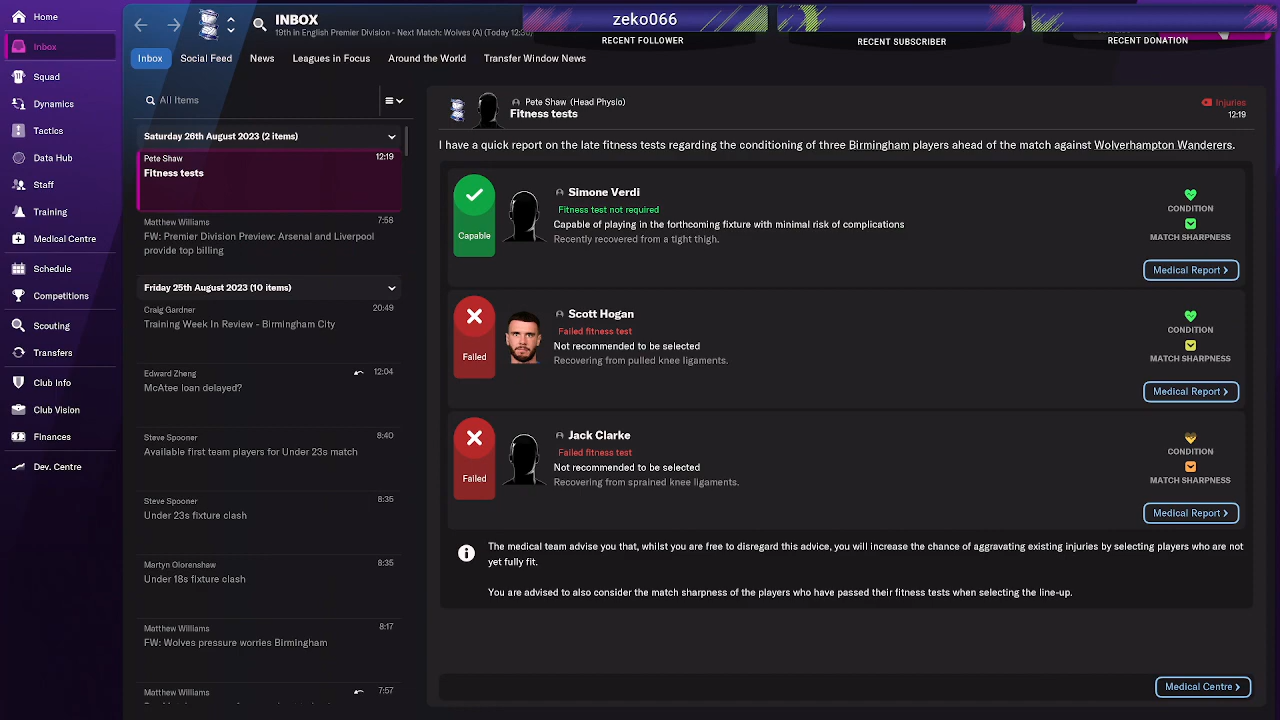 Home
Inbox
Squad
Dynamics
Tactics
Data Hub
Staff
Training
Medical Centre
Schedule
Competitions
Scouting
Transfers
Club Info
Club Vision
Finances
Dev. Centre
INBOX
19th in English Premier Division - Next Match: Wolves (A) (Today 12:30)
zeko066
RECENT FOLLOWER
RECENT SUBSCRIBER
RECENT DONATION
Inbox
Social Feed
News
Leagues in Focus
Around the World
Transfer Window News
All Items
Saturday 26th August 2023 (2 items)
Pete Shaw 12:19
Fitness tests
Matthew Williams 7:58
FW: Premier Division Preview: Arsenal and Liverpool
provide top billing
Friday 25th August 2023 (10 items)
Craig Gardner 20:49
Training Week In Review - Birmingham City
Edward Zheng 12:04
McAtee loan delayed?
Steve Spooner 8:40
Available first team players for Under 23s match
Steve Spooner 8:35
Under 23s fixture clash
Martyn Olorenshaw 8:35
Under 18s fixture clash
Matthew Williams 8:17
FW: Wolves pressure worries Birmingham
Matthew Williams 7:57
Pete Shaw (Head Physio)
Fitness tests
Injuries
12:19
I have a quick report on the late fitness tests regarding the conditioning of three Birmingham players ahead of the match against Wolverhampton Wanderers.
Capable
Simone Verdi
Fitness test not required
Capable of playing in the forthcoming fixture with minimal risk of complications
Recently recovered from a tight thigh.
CONDITION
MATCH SHARPNESS
Medical Report
Failed
Scott Hogan
Failed fitness test
Not recommended to be selected
Recovering from pulled knee ligaments.
CONDITION
MATCH SHARPNESS
Medical Report
Failed
Jack Clarke
Failed fitness test
Not recommended to be selected
Recovering from sprained knee ligaments.
CONDITION
MATCH SHARPNESS
Medical Report
The medical team advise you that, whilst you are free to disregard this advice, you will increase the chance of aggravating existing injuries by selecting players who are not
yet fully fit.
You are advised to also consider the match sharpness of the players who have passed their fitness tests when selecting the line-up.
Medical Centre